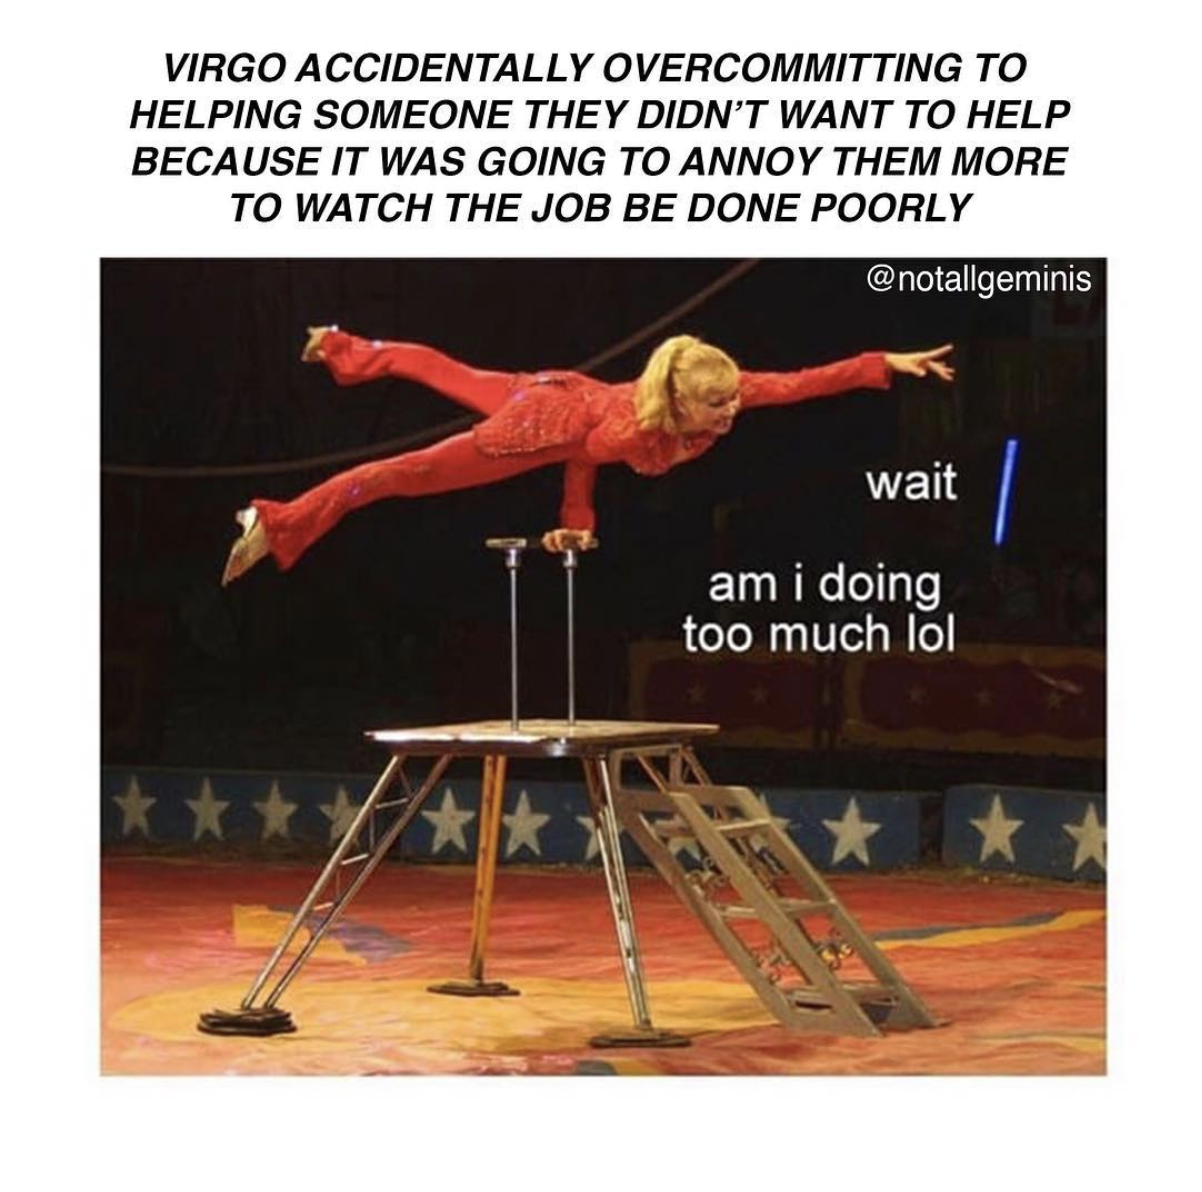 VIRGO ACCIDENTALLY OVERCOMMITTING TO
HELPING SOMEONE THEY DIDN'T WANT TO HELP
BECAUSE IT WAS GOING TO ANNOY THEM MORE
TO WATCH THE JOB BE DONE POORLY
@notallgeminis
wait
am i doing
too much lol